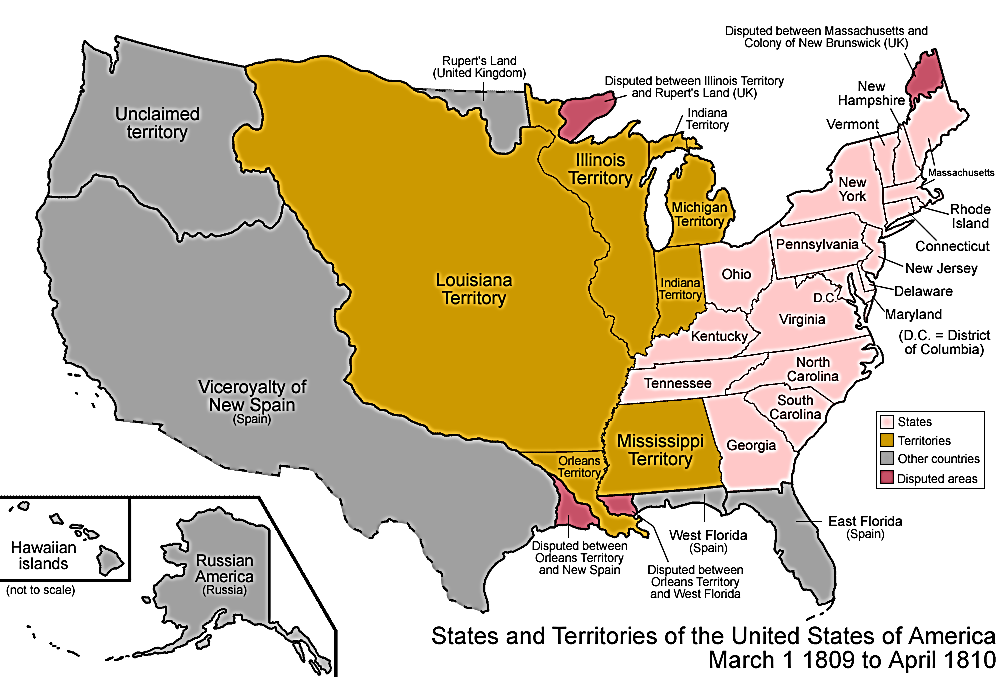 Disputed between Massachusetts and
Colony of New Brunswick (UK)
Rupert's Land
(United Kingdom)
Disputed between Illinois Territory
and Rupert's Land (UK)
New
Hampshire
Vermont
Indiana
Territory
Unclaimed
territory
Illinois
Territory
Massachusetts
New
York
Michigan
Territory
Rhode
Island
Connecticut
Pennsylvania
New Jersey
Ohio
Louisiana
Territory
Indiana
Territory
Delaware
D.C.
Maryland
Virginia
(D.C. = District
of Columbia)
Kentucky
North
Carolina
Tennessee
Viceroyalty of
New Spain
(Spain)
South
Carolina
Georgia
Mississippi
Territory
States
Territories
Other countries
Disputed areas
Orleans
Territory
East Florida
(Spain)
West Florida
(Spain)
Disputed between
Orleans Territory
and New Spain
Disputed between
Orleans Territory
and West Florida
Hawaiian
islands
(not to scale)
Russian
America
(Russia)
States and Territories of the United States of America
March 1 1809 to April 1810